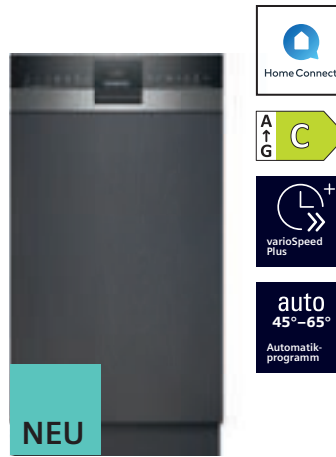 Home Connect
A
↑
G
C
+
varioSpeed
Plus
auto
45°–65°
Automatik-
programm
NEU